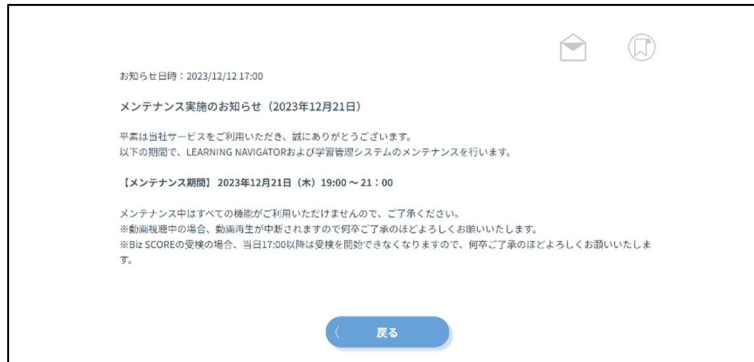 お知らせ日時：2023/12/12 17:00
メンテナンス実施のお知らせ（2023年12月21日）
平素は当社サービスをご利用いただき、誠にありがとうございます。
以下の期間で、LEARNING NAVIGATORおよび学習管理システムのメンテナンスを行います。
【メンテナンス期間】 2023年12月21日（木）19:00 ～ 21：00
メンテナンス中はすべての機能がご利用いただけませんので、ご了承ください。
※動画視聴中の場合、動画再生が中断されますので何卒ご了承のほどよろしくお願いいたします。
※Biz SCOREの受検の場合、当日17:00以降は受検を開始できなくなりますので、何卒ご了承のほどよろしくお願いいたしま
す。
戻る